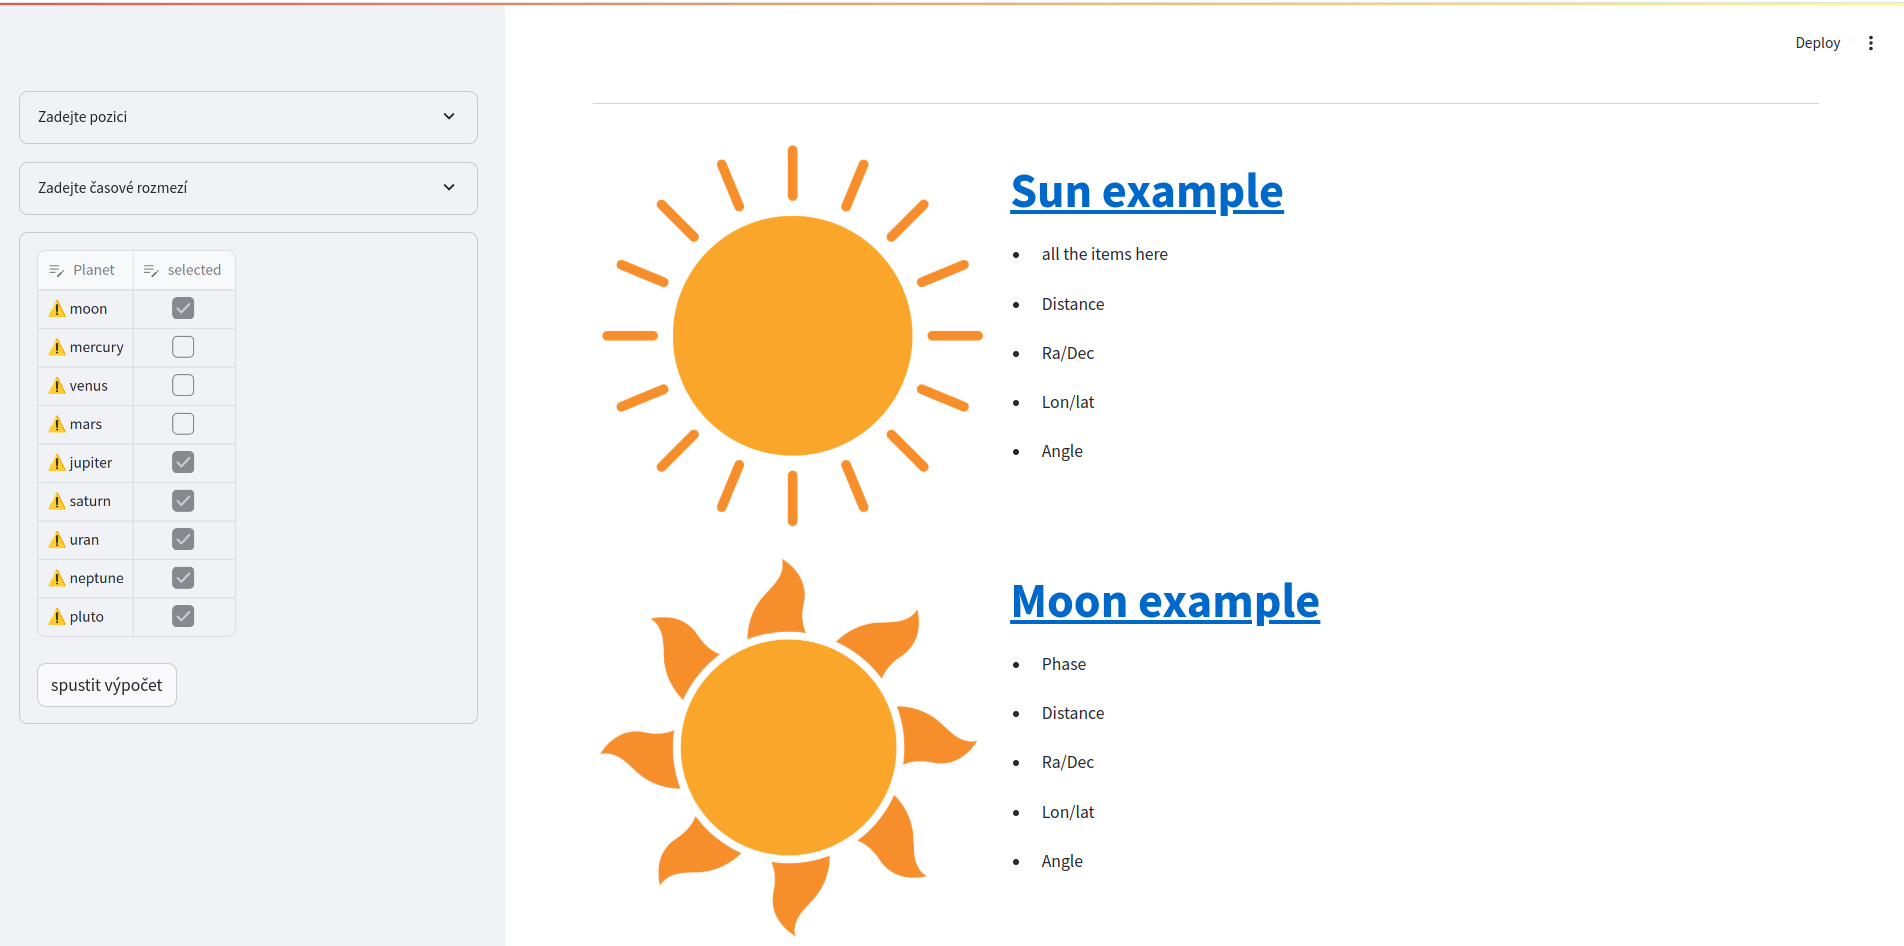 Deploy
Zadejte pozici
Zadejte časové rozmezí
Planet selected
moon
mercury
venus
mars
jupiter
saturn
uran
neptune
pluto
spustit výpočet
Sun example
all the items here
Distance
Ra/Dec
Lon/lat
Angle
Moon example
Phase
Distance
Ra/Dec
Lon/lat
Angle